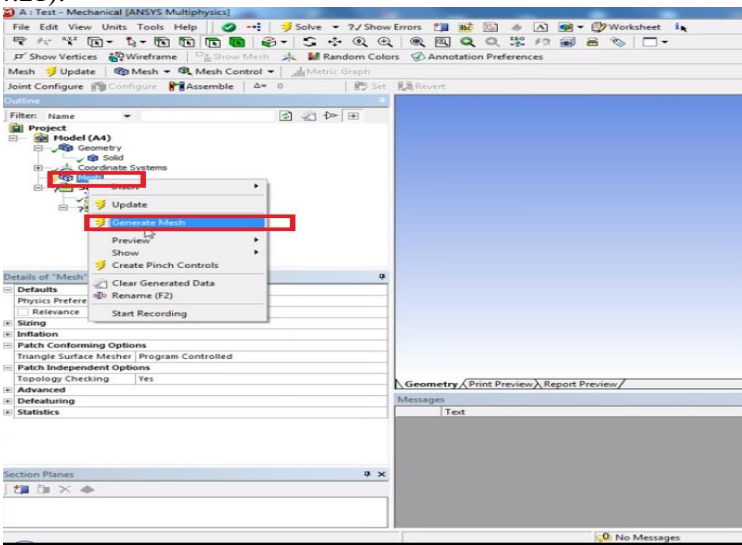 A : Test - Mechanical [ANSYS Multiphysics]
File Edit View Units Tools Help Solve ?/ Show Errors Worksheet
Show Vertices Wireframe Show Mesh Random Colors Annotation Preferences
Mesh Update Mesh Mesh Control Metric Graph
Joint Configure Configure Assemble Δ= 0 Set Revert
Outline
Filter: Name
Project
Model (A4)
Geometry
Solid
Coordinate Systems
Mesh
Insert
Update
Generate Mesh
Preview
Show
Create Pinch Controls
Clear Generated Data
Rename (F2)
Start Recording
Details of "Mesh"
Defaults
Physics Prefere
Relevance
Sizing
Inflation
Patch Conforming Options
Triangle Surface Mesher Program Controlled
Patch Independent Options
Topology Checking Yes
Advanced
Defeaturing
Statistics
Geometry Print Preview Report Preview
Messages
Text
Section Planes
No Messages